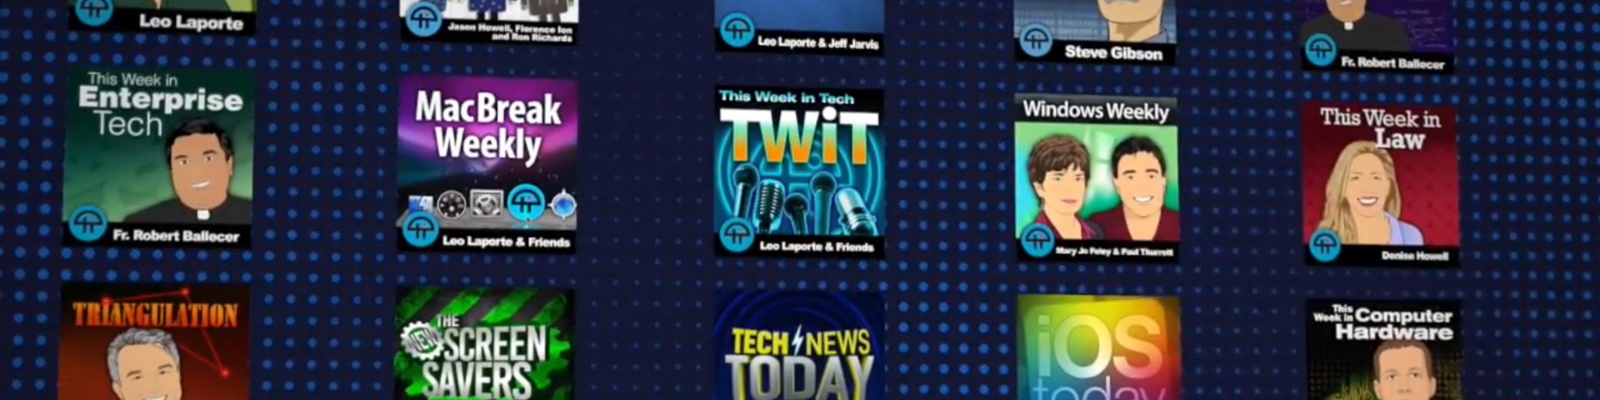 Leo Laporte
Jason Howell, Florence Ion
and Ron Richards
Leo Laporte & Jeff Jarvis
Steve Gibson
Fr. Robert Ballecer
This Week in
Enterprise
Tech
Fr. Robert Ballecer
MacBreak
Weekly
Leo Laporte & Friends
This Week in Tech
TWiT
Leo Laporte & Friends
Windows Weekly
Mary Jo Foley & Paul Thurrott
This Week in
Law
Denise Howell
TRIANGULATION
THE
NEW SCREEN
SAVERS
TECH NEWS
TODAY
iOS
today
This
Week in Computer
Hardware